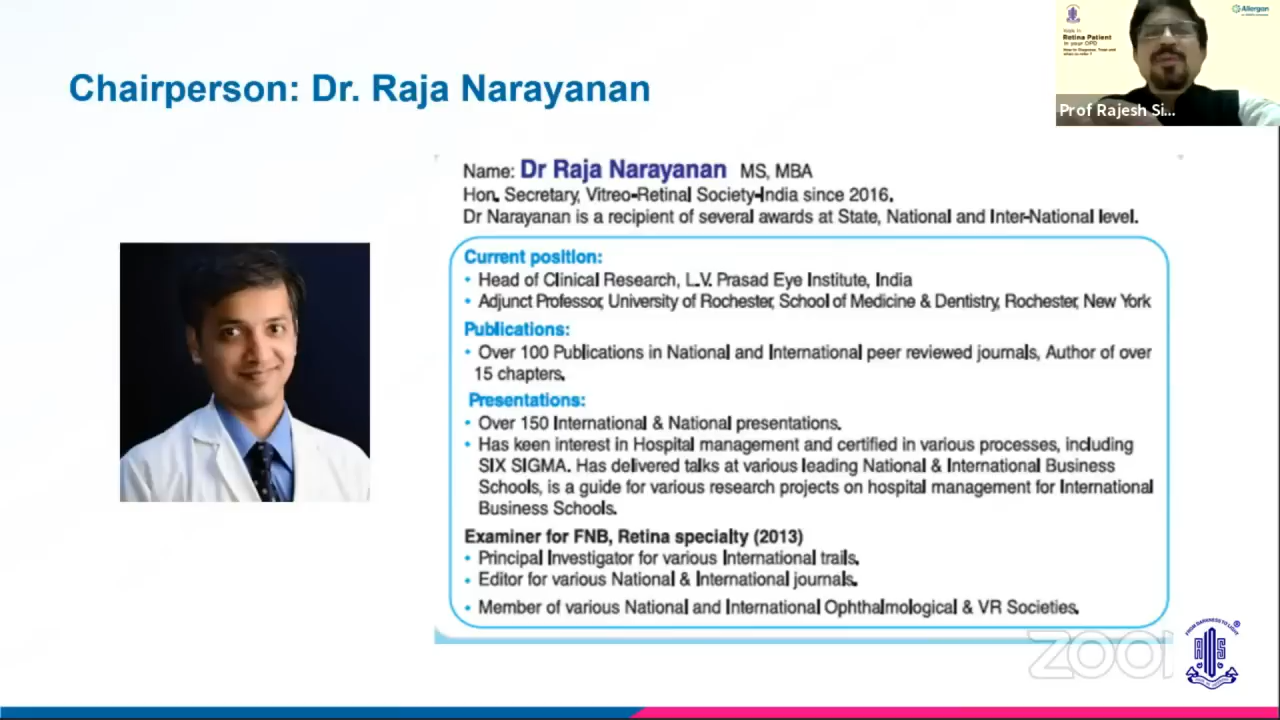 Chairperson: Dr. Raja Narayanan
Allergan
Retina Patient
in your OPD
Prof Rajesh Si...
Name: Dr Raja Narayanan MS, MBA
Hon. Secretary, Vitreo-Retinal Society-India since 2016.
Dr Narayanan is a recipient of several awards at State, National and Inter-National level.
Current position:
• Head of Clinical Research, L.V. Prasad Eye Institute, India
• Adjunct Professor, University of Rochester, School of Medicine & Dentistry, Rochester, New York
Publications:
• Over 100 Publications in National and International peer reviewed journals, Author of over
15 chapters.
Presentations:
• Over 150 International & National presentations.
• Has keen interest in Hospital management and certified in various processes, including
SIX SIGMA. Has delivered talks at various leading National & International Business
Schools, is a guide for various research projects on hospital management for International
Business Schools.
Examiner for FNB, Retina specialty (2013)
• Principal Investigator for various International trails.
• Editor for various National & International journals.
• Member of various National and International Ophthalmological & VR Societies.